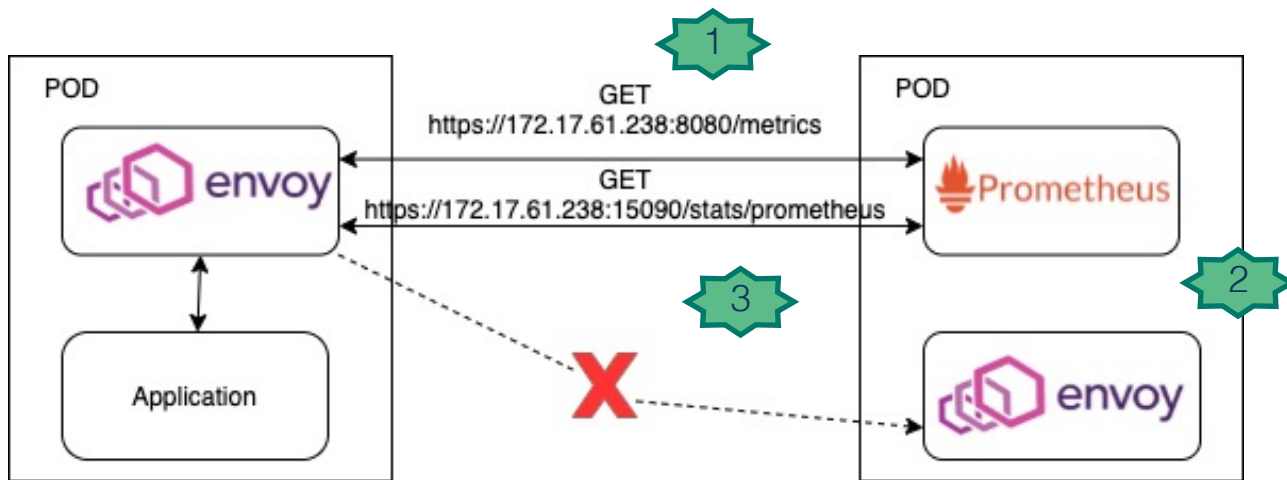 1
POD
POD
GET
https://172.17.61.238:8080/metrics
envoy
Prometheus
GET
https://172.17.61.238:15090/stats/prometheus
2
3
X
Application
envoy